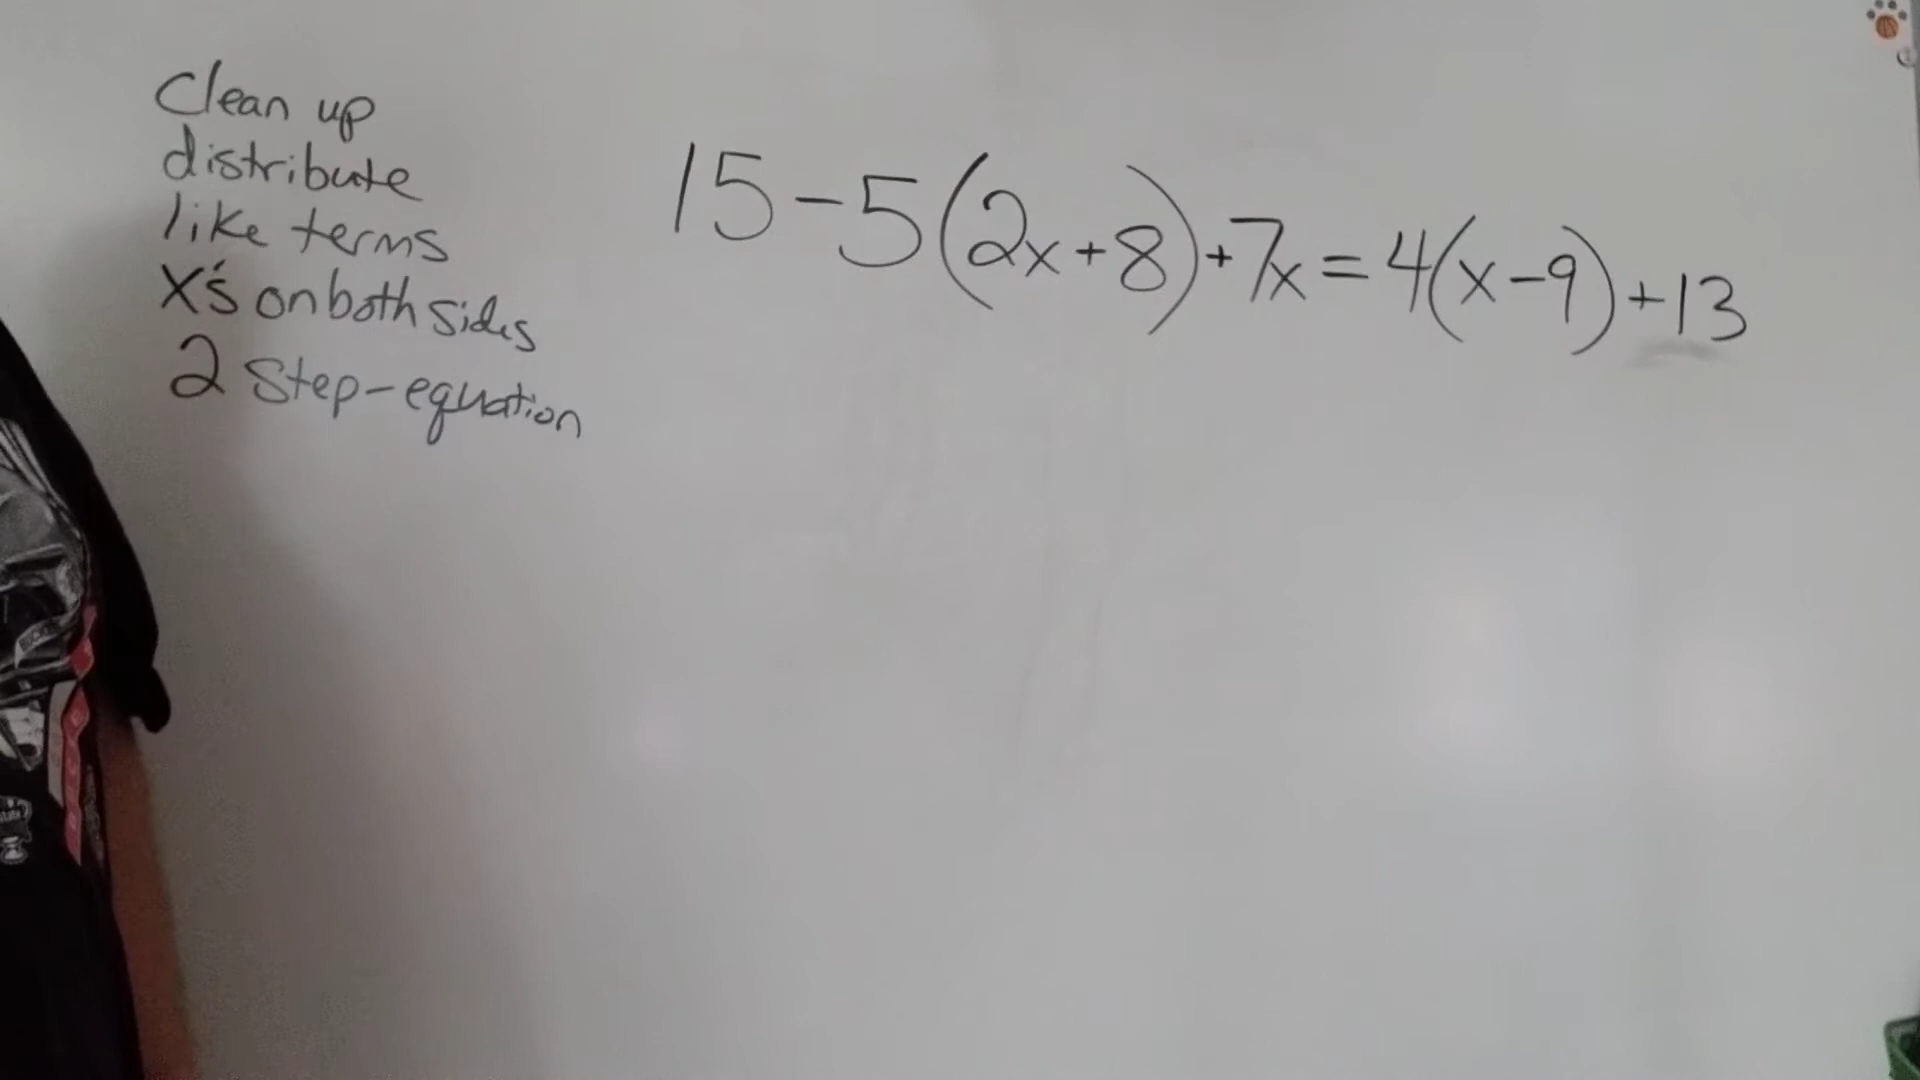 Clean up
distribute
like terms
X's on both sides
2 Step-equation
15-5(2x+8)+7x=4(x-9)+13